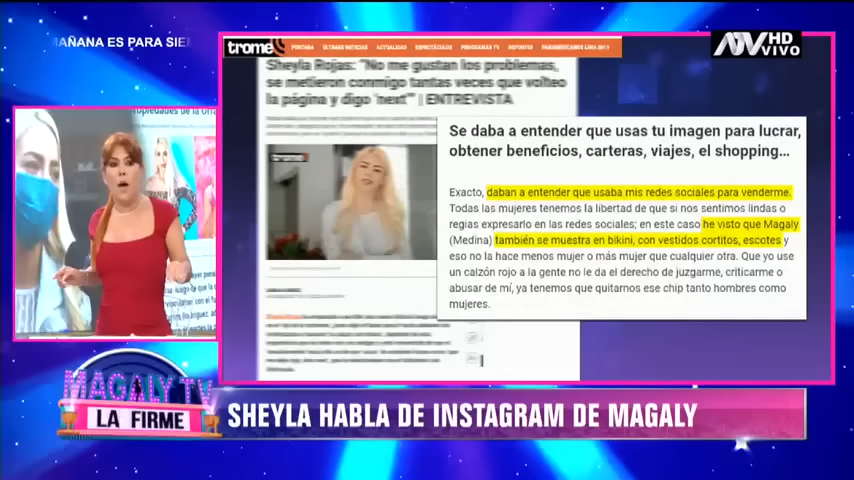 MAÑANA ES PARA SIE
ATV HD
VIVO
trome
PORTADA ÚLTIMAS NOTICIAS ACTUALIDAD ESPECTÁCULOS PROGRAMAS TV DEPORTES PANAMERICANOS LIMA 2019
Sheyla Rojas: "No me gustan los problemas,
se metieron conmigo tantas veces que volteo
la página y digo 'next'" | ENTREVISTA
trome
Se daba a entender que usas tu imagen para lucrar,
obtener beneficios, carteras, viajes, el shopping...
Exacto, daban a entender que usaba mis redes sociales para venderme.
Todas las mujeres tenemos la libertad de que si nos sentimos lindas o
regias expresarlo en las redes sociales; en este caso he visto que Magaly
(Medina) también se muestra en bikini, con vestidos cortitos, escotes y
eso no la hace menos mujer o más mujer que cualquier otra. Que yo use
un calzón rojo a la gente no le da el derecho de juzgarme, criticarme o
abusar de mí, ya tenemos que quitarnos ese chip tanto hombres como
mujeres.
MAGALY TV
LA FIRME
SHEYLA HABLA DE INSTAGRAM DE MAGALY